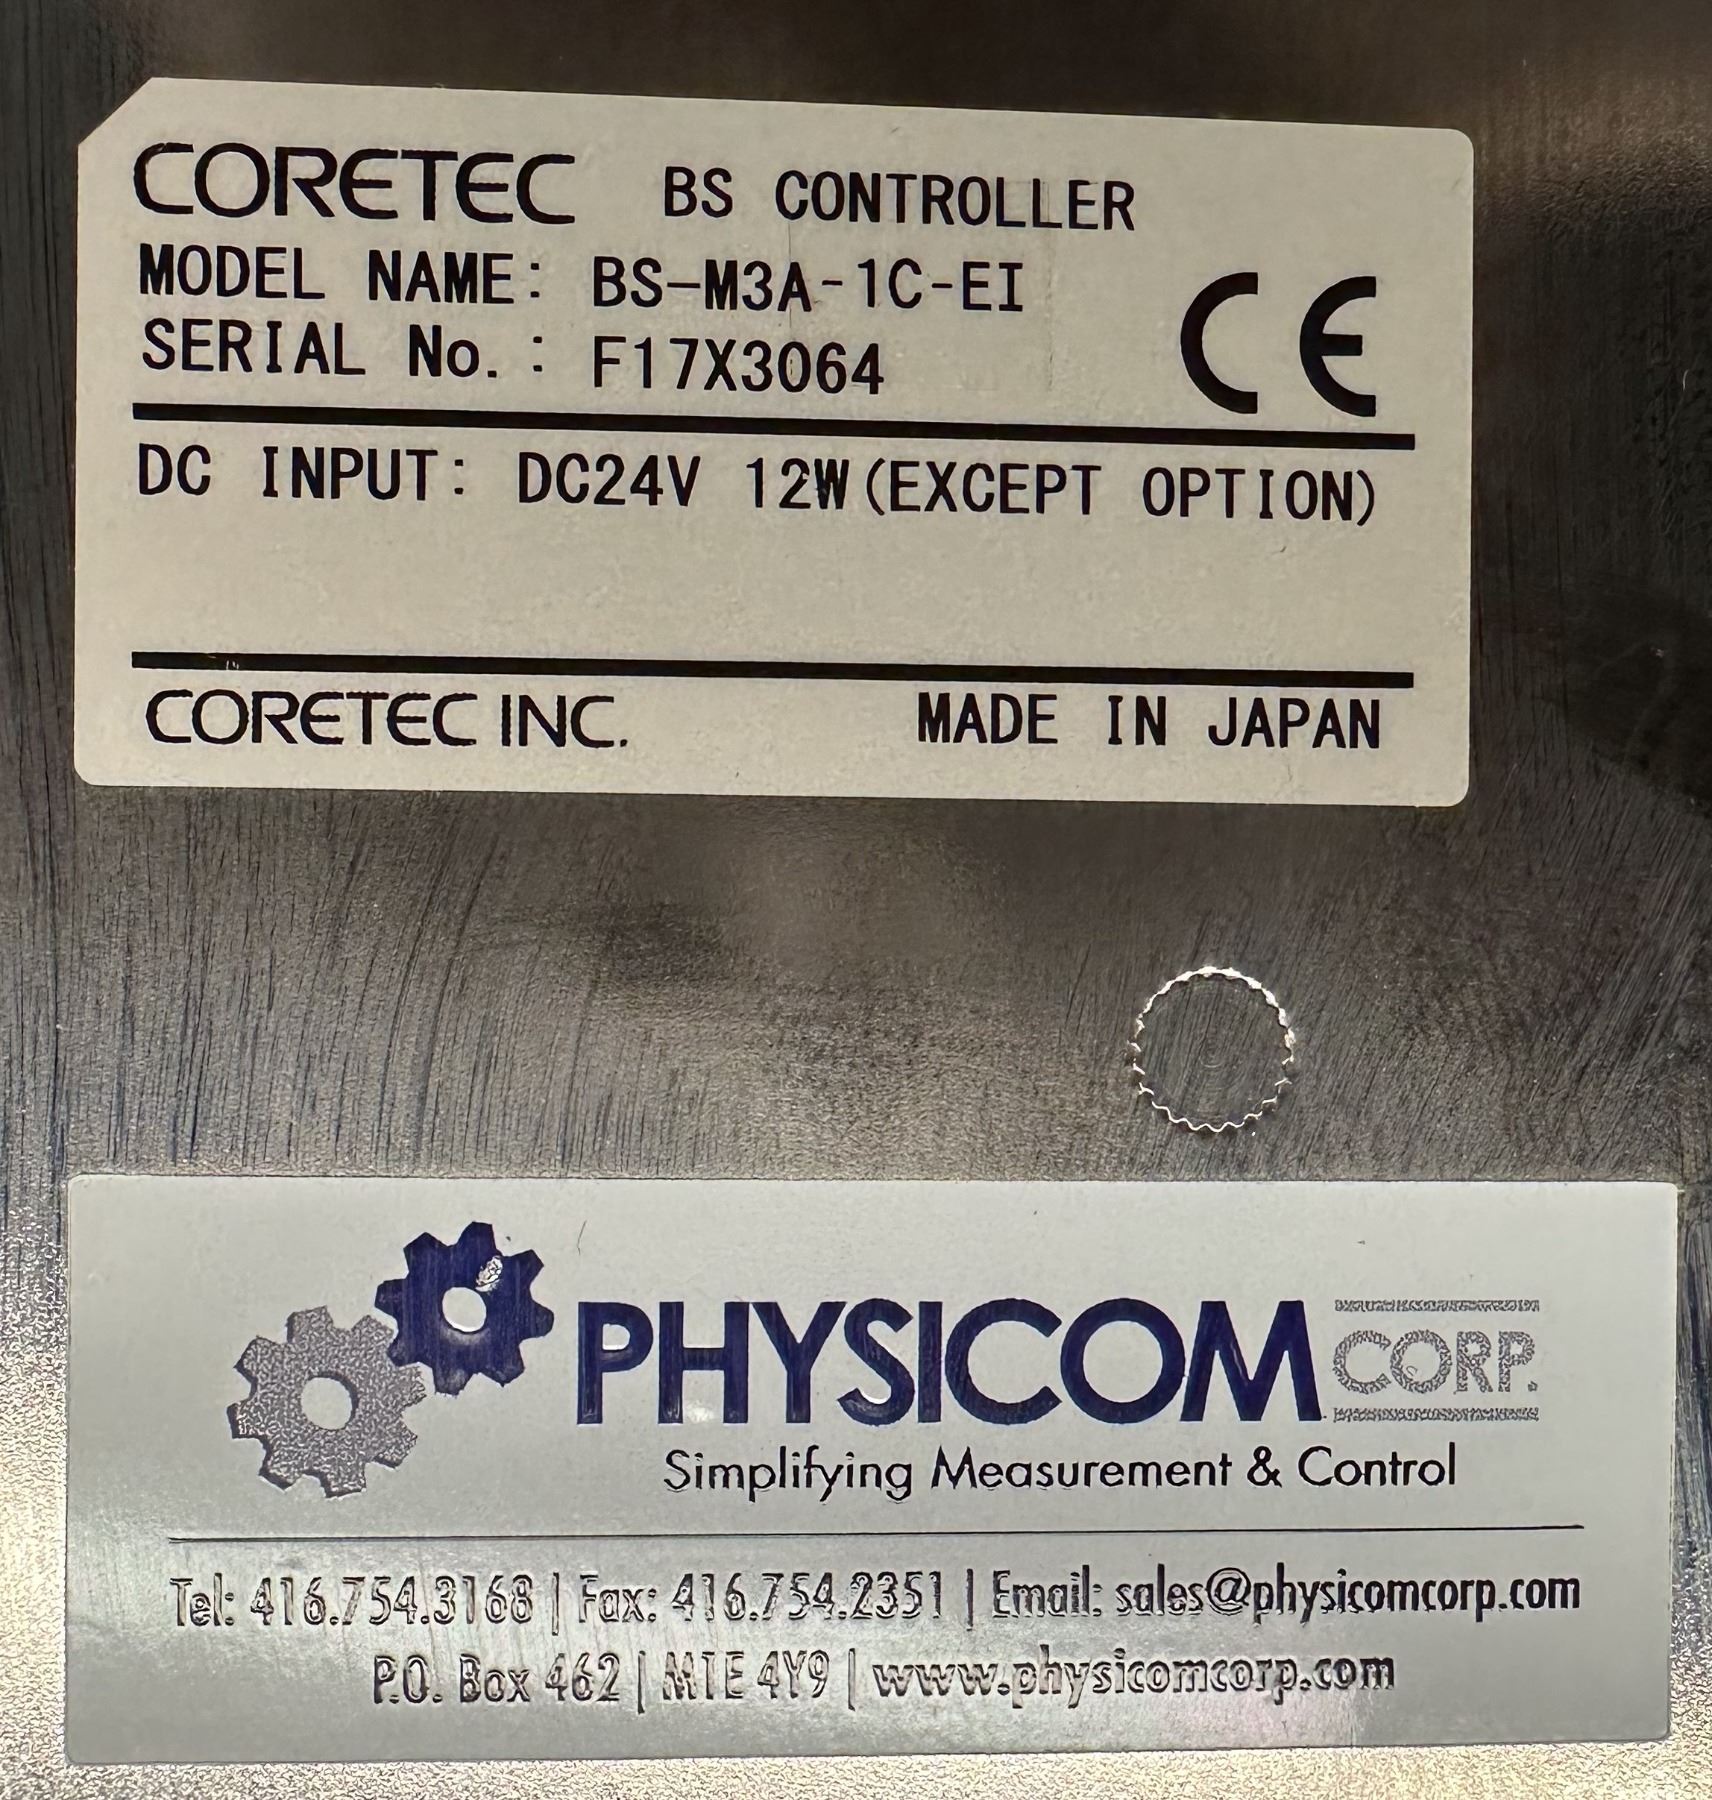 CORETEC BS CONTROLLER
MODEL NAME: BS-M3A-1C-EI
SERIAL No.: F17X3064
CE
DC INPUT: DC24V 12W(EXCEPT OPTION)
CORETEC INC. MADE IN JAPAN
PHYSICOM CORP.
Simplifying Measurement & Control
Tel: 416.754.3168 | Fax: 416.754.2351 | Email: sales@physicomcorp.com
P.O. Box 462 | M1E 4Y9 | www.physicomcorp.com